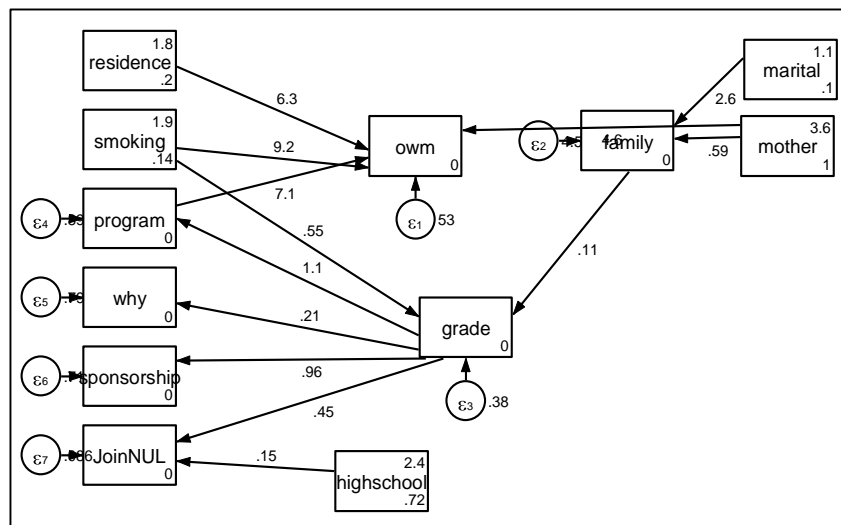 1.8
residence
.2
6.3
1.9
smoking
.14
9.2
owm
0
ε1
53
ε2
4.6
family
0
1.1
marital
.1
2.6
3.6
mother
1
.59
ε4
program
0
7.1
.55
1.1
.11
ε5
why
0
.21
grade
0
ε3
.38
ε6
sponsorship
0
.96
.45
ε7
JoinNUL
0
.15
2.4
highschool
.72